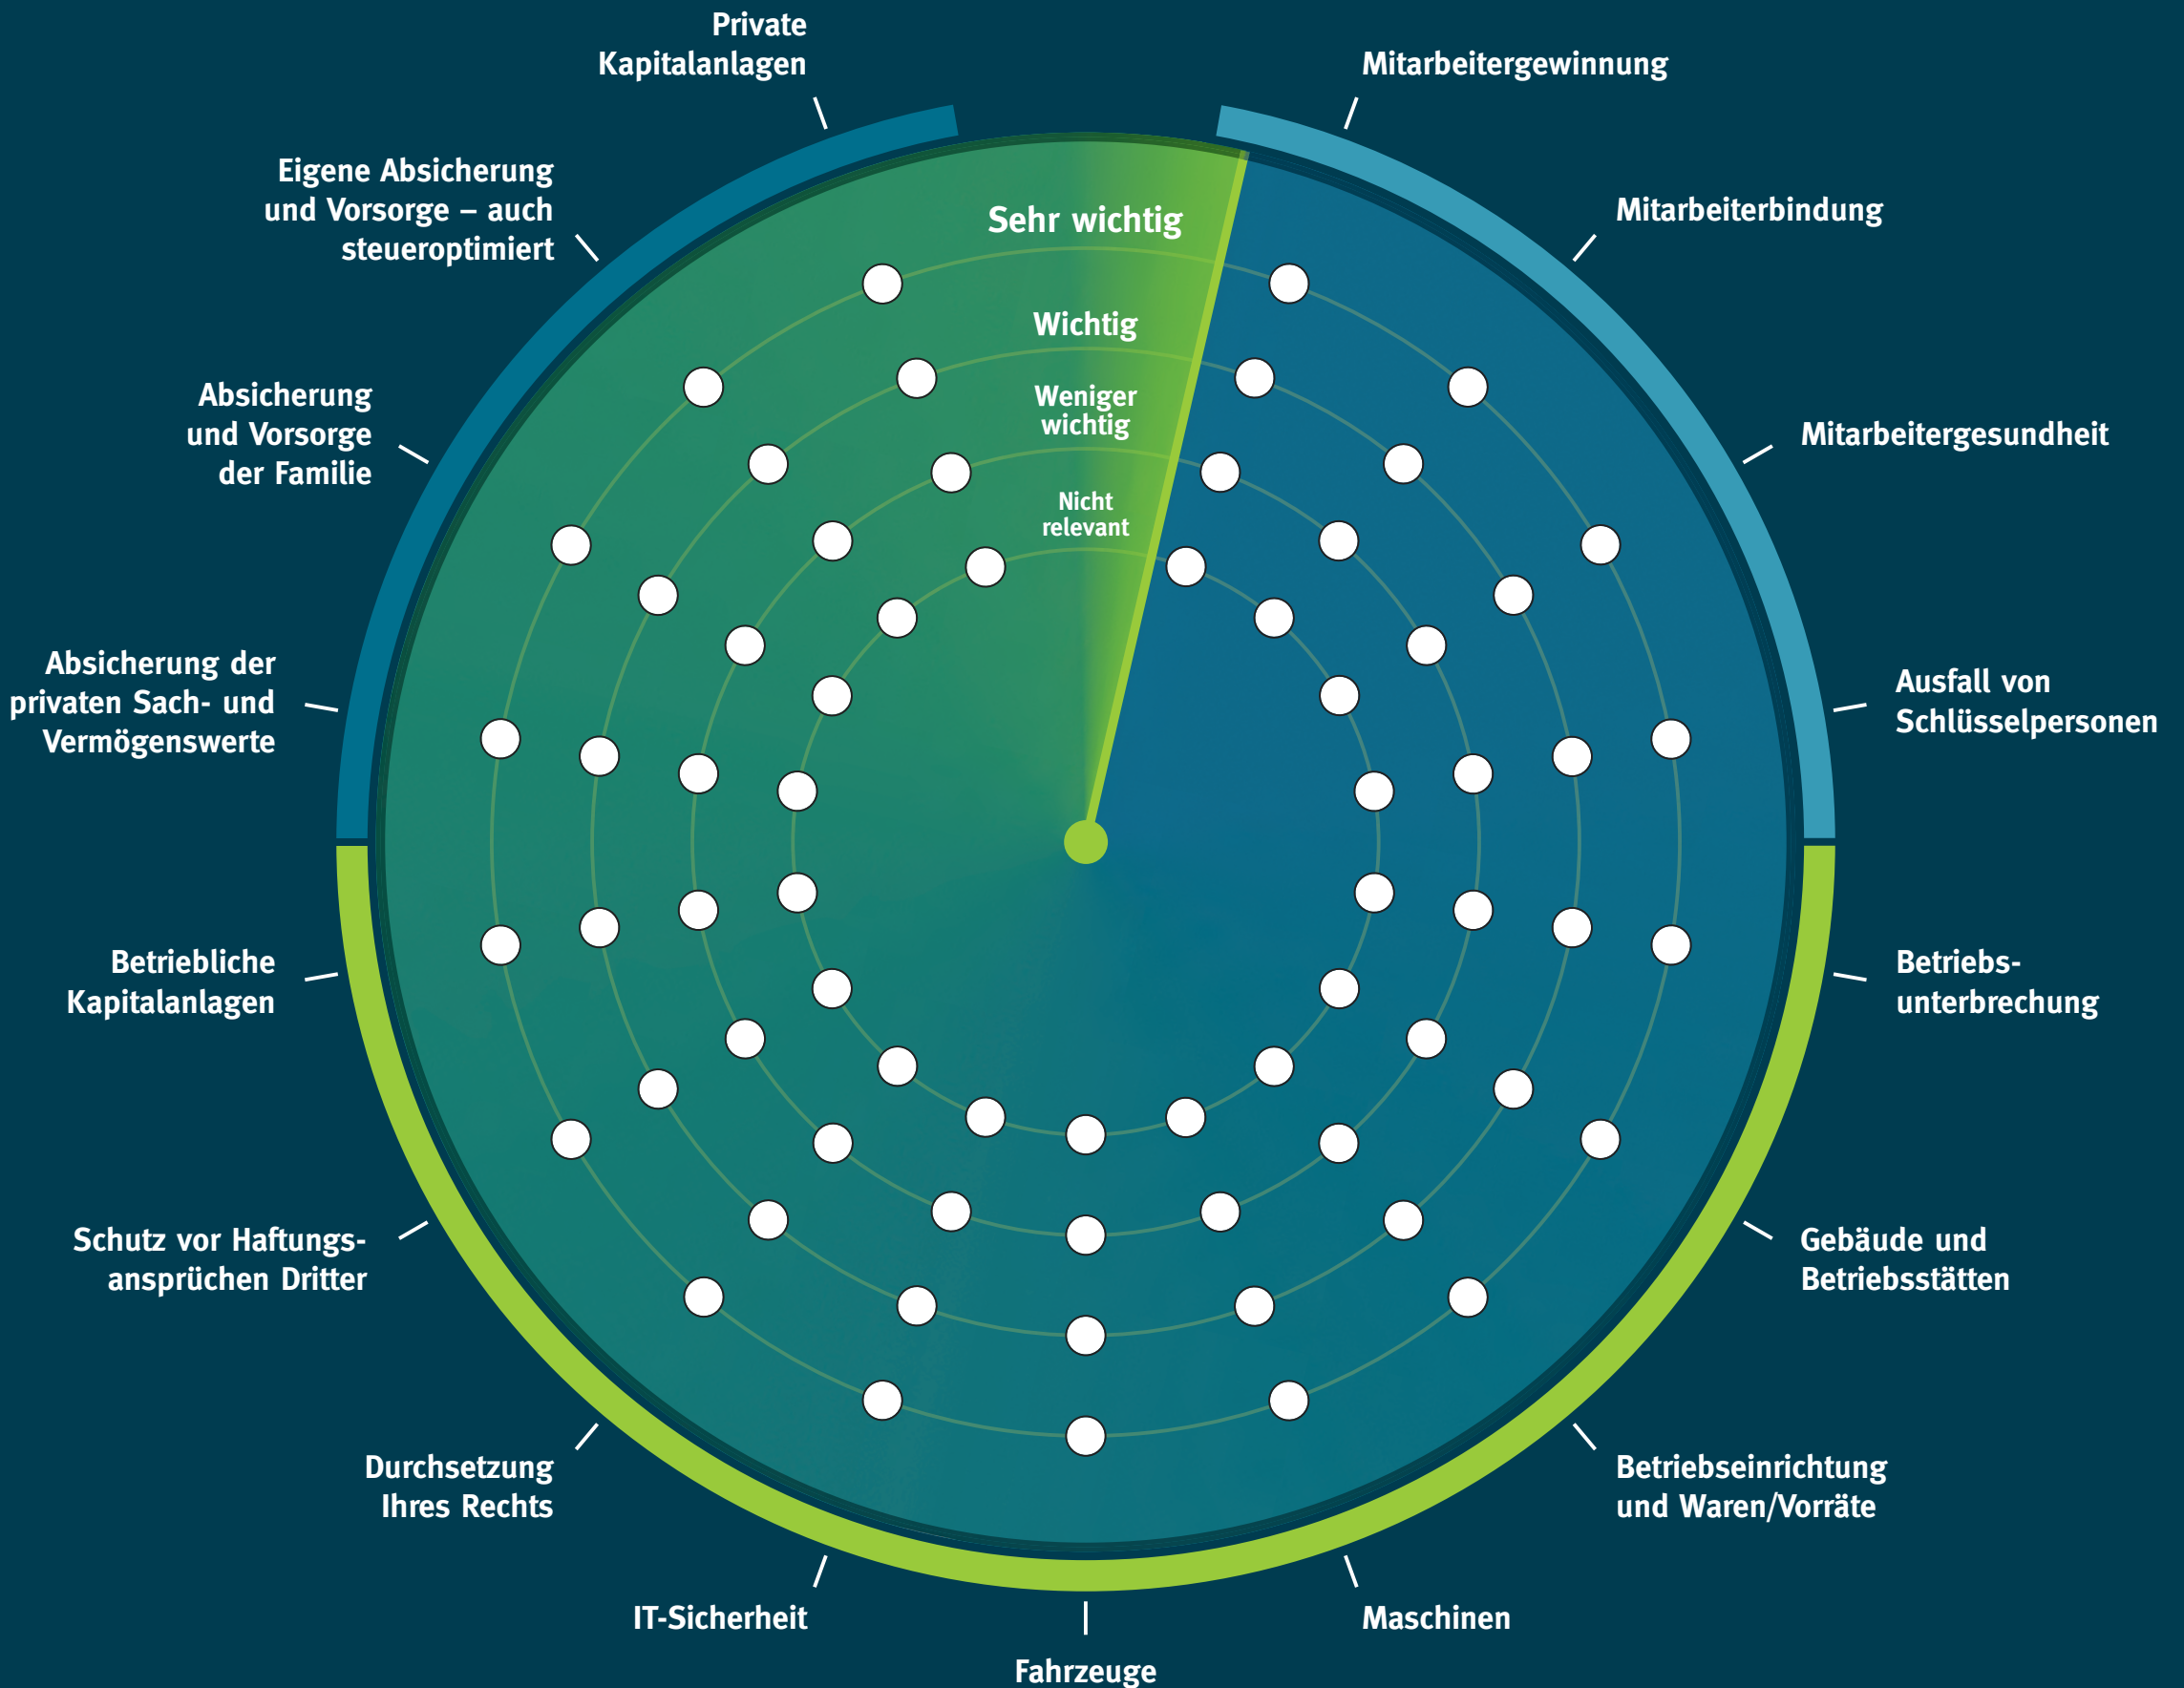 Private
Kapitalanlagen
Mitarbeitergewinnung
Eigene Absicherung
und Vorsorge – auch
steueroptimiert
Mitarbeiterbindung
Sehr wichtig
Wichtig
Weniger
wichtig
Nicht
relevant
Absicherung
und Vorsorge
der Familie
Mitarbeitergesundheit
Absicherung der
privaten Sach- und
Vermögenswerte
Ausfall von
Schlüsselpersonen
Betriebliche
Kapitalanlagen
Betriebs-
unterbrechung
Schutz vor Haftungs-
ansprüchen Dritter
Gebäude und
Betriebsstätten
Durchsetzung
Ihres Rechts
Betriebseinrichtung
und Waren/Vorräte
IT-Sicherheit
Maschinen
Fahrzeuge